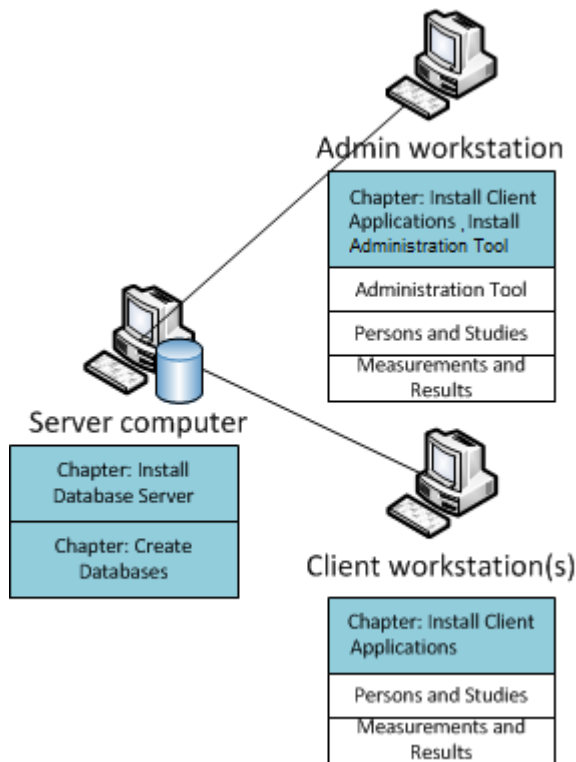 Admin workstation
Chapter: Install Client
Applications , Install
Administration Tool
Administration Tool
Persons and Studies
Measurements and
Results
Server computer
Chapter: Install
Database Server
Chapter: Create
Databases
Client workstation(s)
Chapter: Install Client
Applications
Persons and Studies
Measurements and
Results